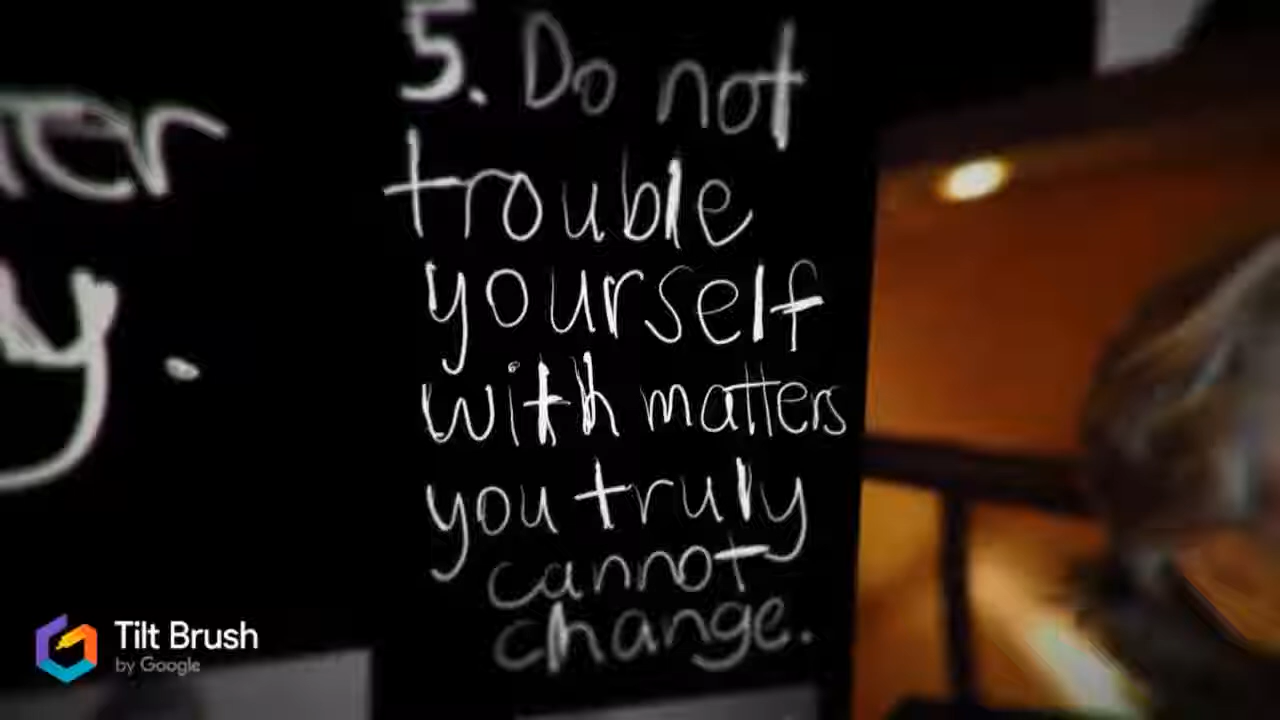 5. Do not
trouble
yourself
with matters
you truly
cannot
change.
Tilt Brush
by Google